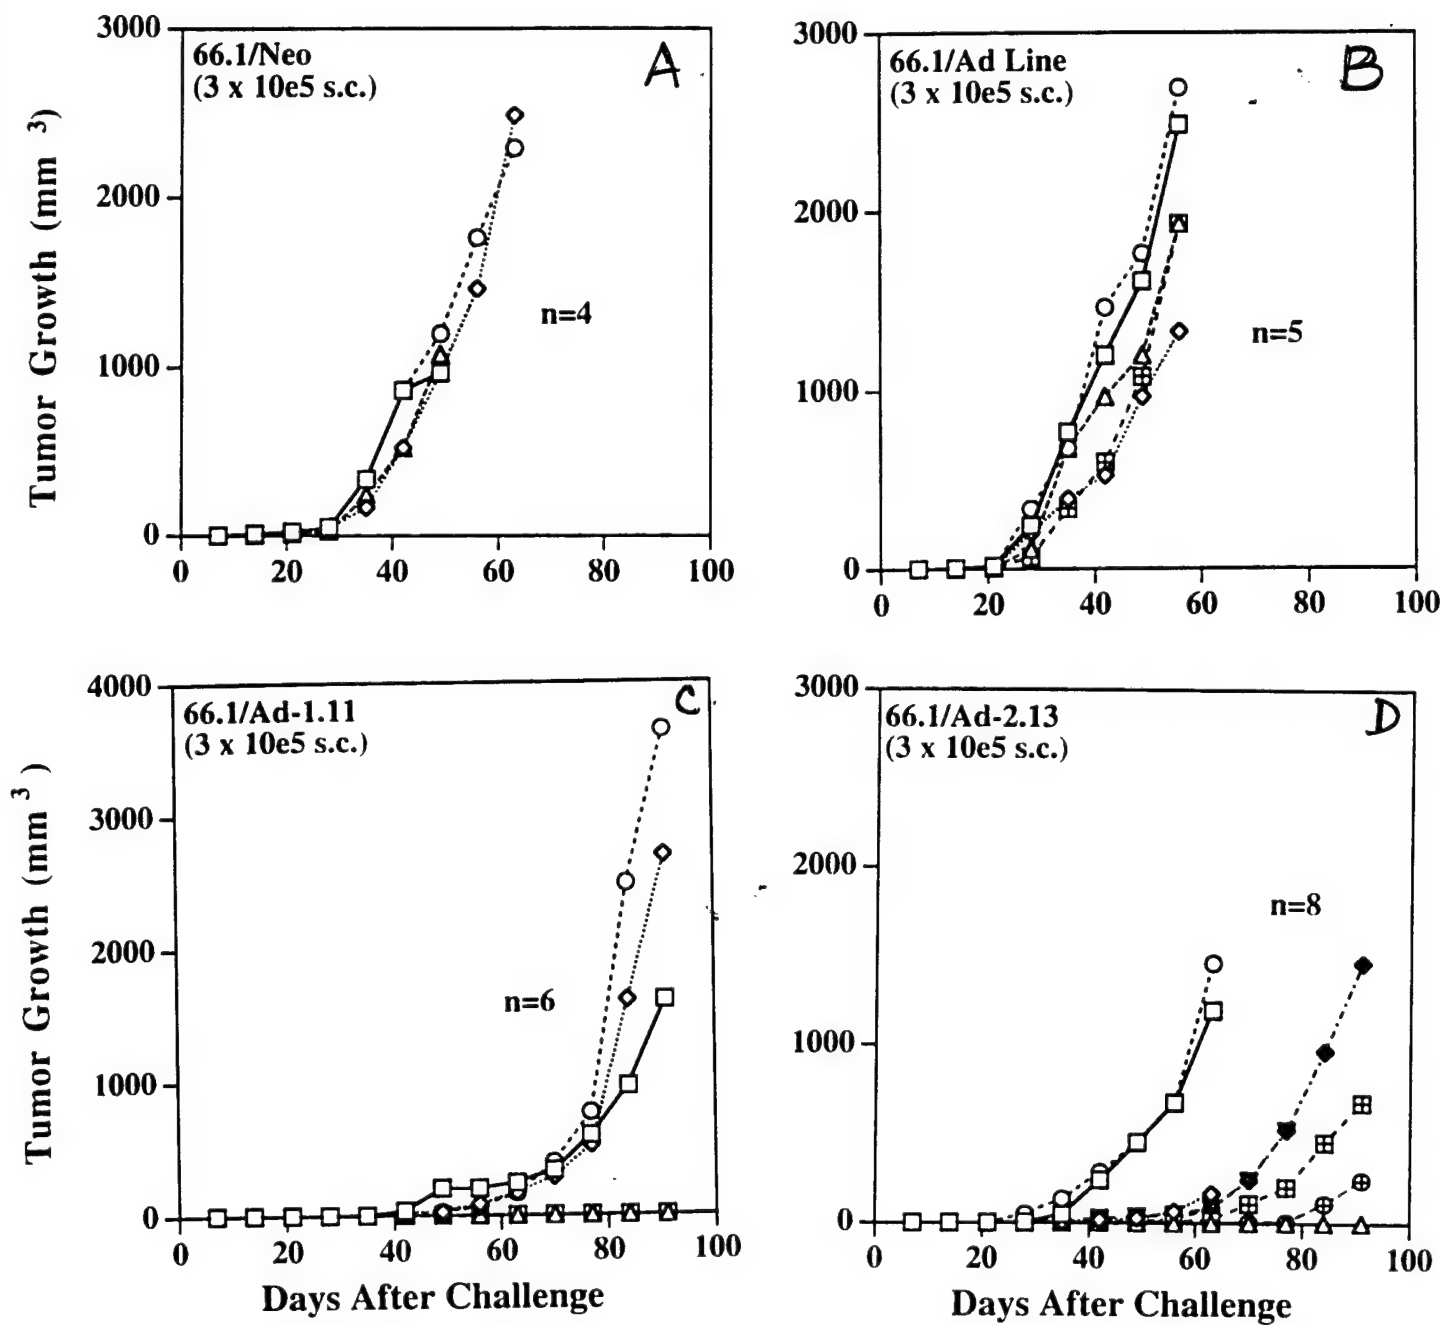 66.1/Neo
(3 x 10e5 s.c.)
A
n=4
3000
2000
1000
0
0 20 40 60 80 100
Tumor Growth (mm 3)
66.1/Ad Line
(3 x 10e5 s.c.)
B
n=5
3000
2000
1000
0
0 20 40 60 80 100
66.1/Ad-1.11
(3 x 10e5 s.c.)
C
n=6
4000
3000
2000
1000
0
0 20 40 60 80 100
Tumor Growth (mm 3)
Days After Challenge
66.1/Ad-2.13
(3 x 10e5 s.c.)
D
n=8
3000
2000
1000
0
0 20 40 60 80 100
Days After Challenge